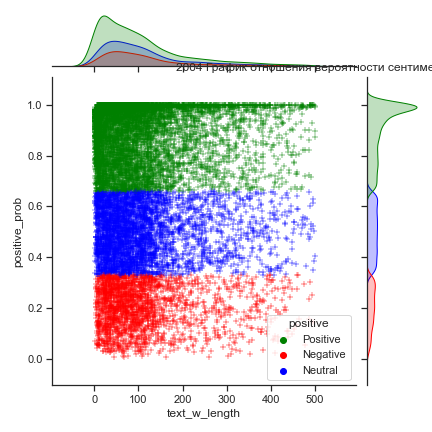 2004 График отношения вероятности сентиме
1.0
0.8
0.6
0.4
0.2
0.0
positive_prob
positive
Positive
Negative
Neutral
0 100 200 300 400 500
text_w_length